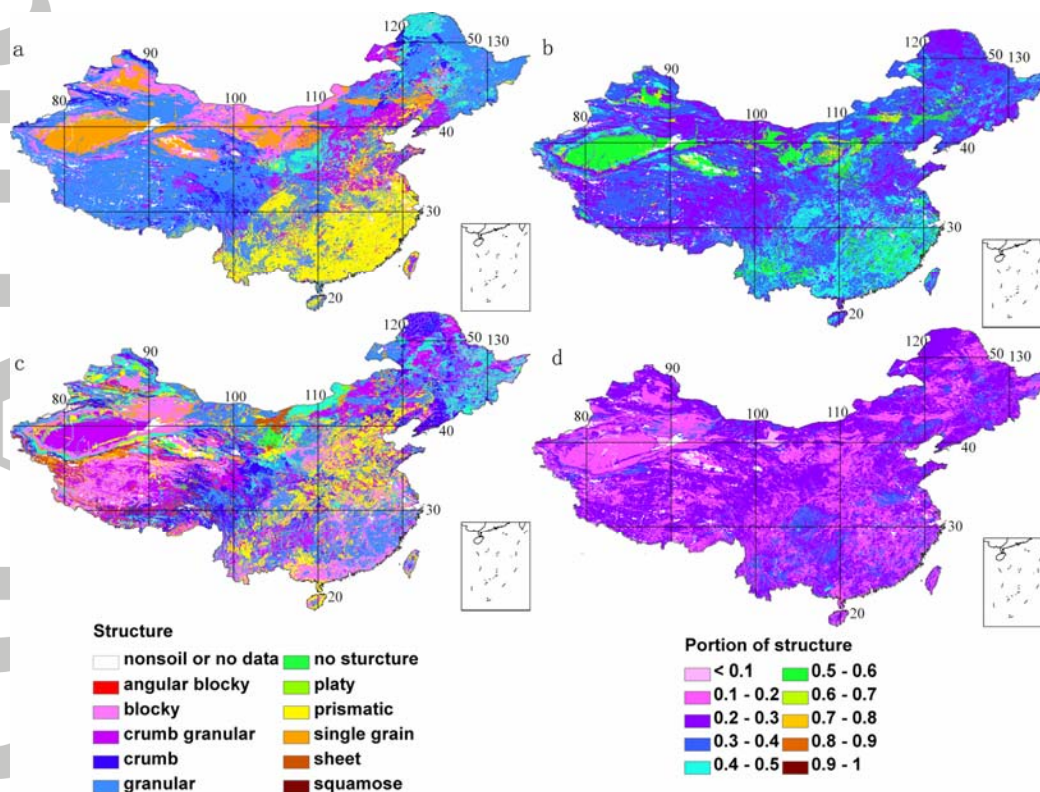 a
80
90
100
110
120
50
130
40
30
20
b
80
90
100
110
120
50
130
40
30
20
c
80
90
100
110
120
50
130
40
30
20
d
80
90
100
110
120
50
130
40
30
20
Structure
nonsoil or no data
angular blocky
blocky
crumb granular
crumb
granular
no sturcture
platy
prismatic
single grain
sheet
squamose
Portion of structure
< 0.1
0.1 - 0.2
0.2 - 0.3
0.3 - 0.4
0.4 - 0.5
0.5 - 0.6
0.6 - 0.7
0.7 - 0.8
0.8 - 0.9
0.9 - 1